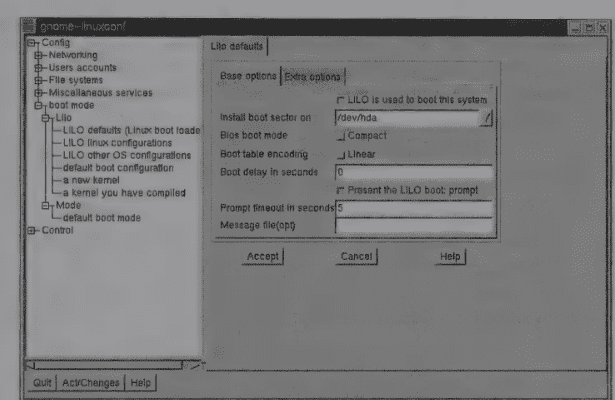 gnome-linuxconf
Config
Networking
Users accounts
File systems
Miscellaneous services
boot mode
Lilo
LILO defaults (Linux boot loade
LILO linux configurations
LILO other OS configurations
default boot configuration
a new kernel
a kernel you have compiled
Mode
default boot mode
Control
Lilo defaults
Base options
Extra options
LILO is used to boot this system
Install boot sector on /dev/hda
Bios boot mode Compact
Boot table encoding Linear
Boot delay in seconds 0
Present the LILO boot: prompt
Prompt timeout in seconds 5
Message file(opt)
Accept Cancel Help
Quit Act/Changes Help